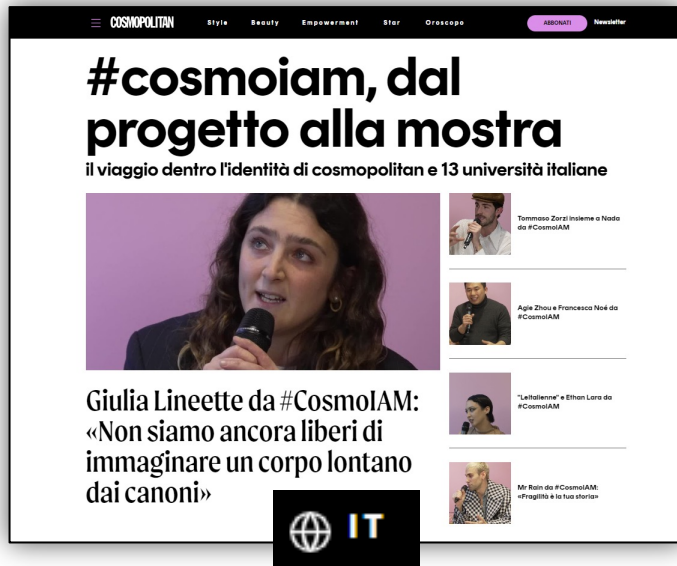 COSMOPOLITAN
Style Beauty Empowerment Star Oroscopo
ABBONATI Newsletter
#cosmoiam, dal
progetto alla mostra
il viaggio dentro l'identità di cosmopolitan e 13 università italiane
Giulia Lineette da #CosmoIAM:
«Non siamo ancora liberi di
immaginare un corpo lontano
dai canoni»
Tommaso Zorzi insieme a Nada
da #CosmoIAM
Agie Zhou e Francesca Noé da
#CosmoIAM
"Leitalienne" e Ethan Lara da
#CosmoIAM
Mr Rain da #CosmoIAM:
«Fragilità è la tua storia»
IT